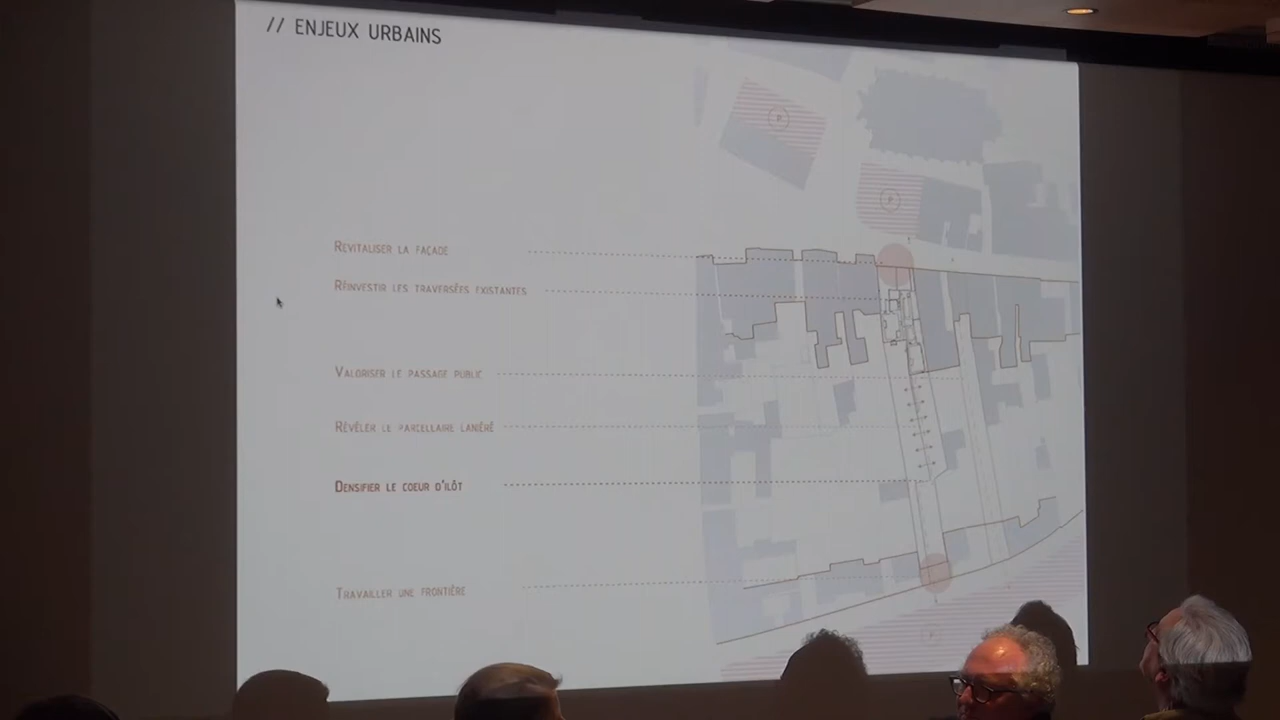 // ENJEUX URBAINS
P
P
REVITALISER LA FAÇADE
RÉINVESTIR LES TRAVERSÉES EXISTANTES
VALORISER LE PASSAGE PUBLIC
RÉVÉLER LE PARCELLAIRE LANIÉRÉ
DENSIFIER LE COEUR D'ILÔT
TRAVAILLER UNE FRONTIÈRE